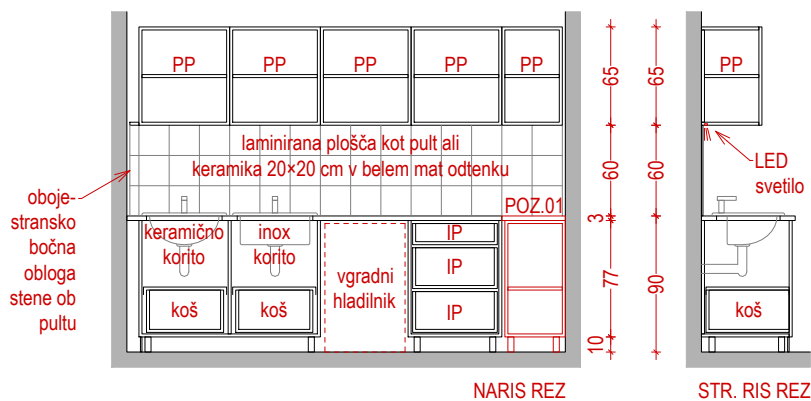 PP PP PP PP PP
laminirana plošča kot pult ali
keramika 20×20 cm v belem mat odtenku
oboje-
stransko
bočna
obloga
stene ob
pultu
POZ.01
keramično
korito
inox
korito
vgradni
hladilnik
IP
IP
IP
koš
koš
65
60
3
77
10
65
60
90
PP
LED
svetilo
koš
NARIS REZ
STR. RIS REZ